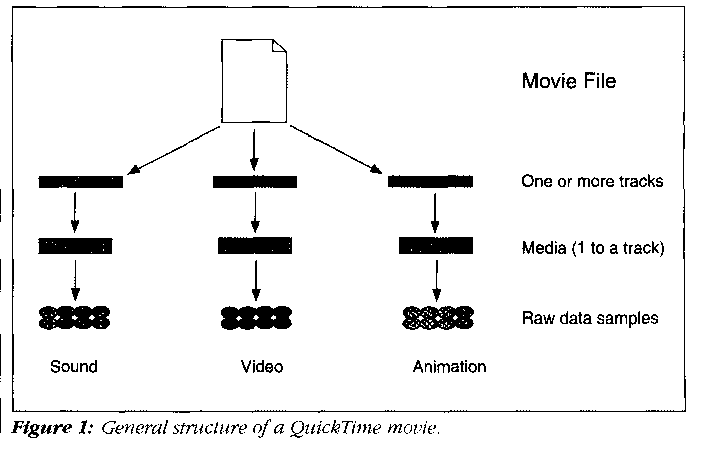 Movie File
One or more tracks
Media (1 to a track)
Raw data samples
Sound Video Animation
Figure 1: General structure of a QuickTime movie.